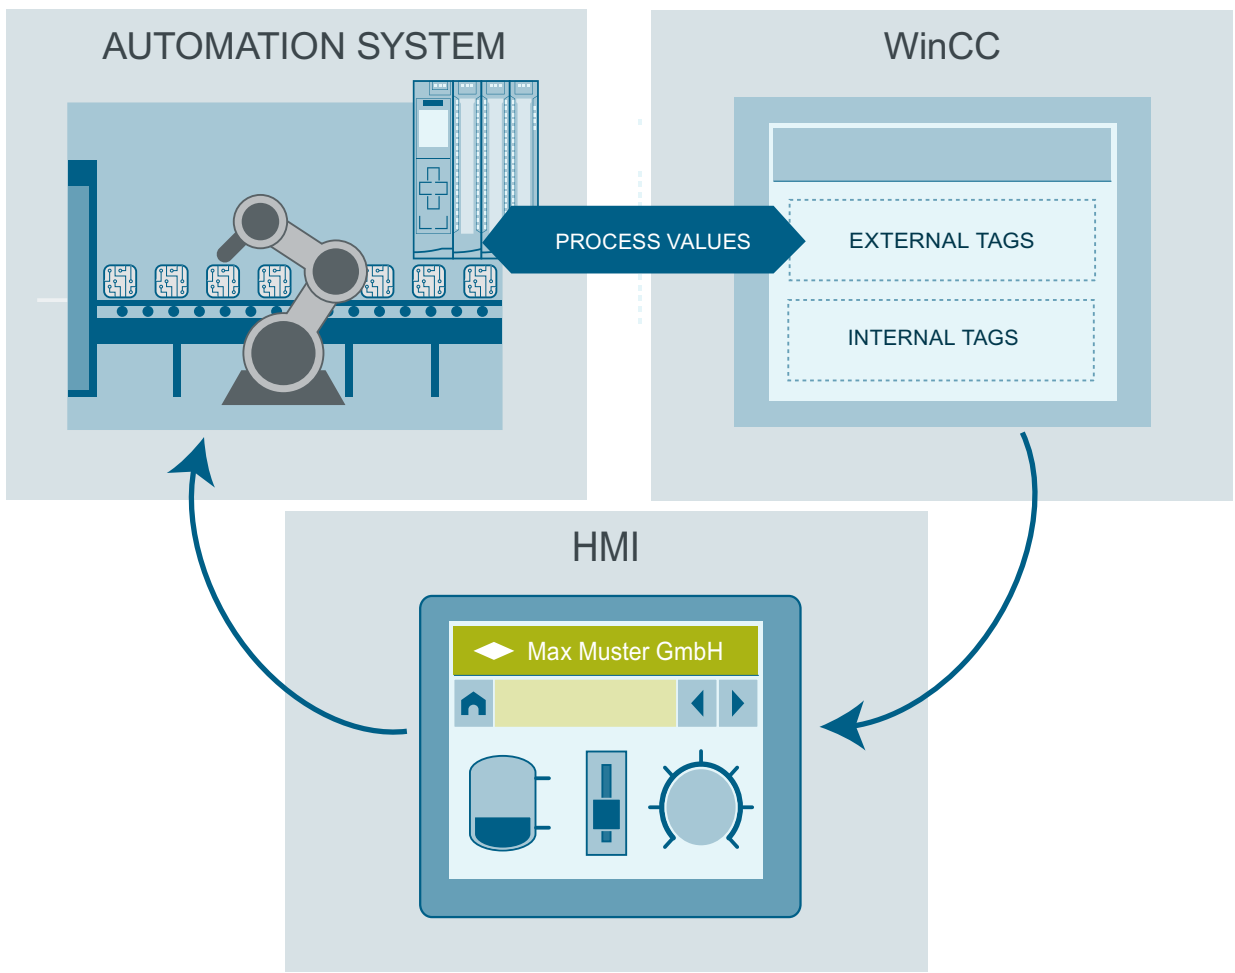 AUTOMATION SYSTEM
WinCC
PROCESS VALUES
EXTERNAL TAGS
INTERNAL TAGS
HMI
Max Muster GmbH